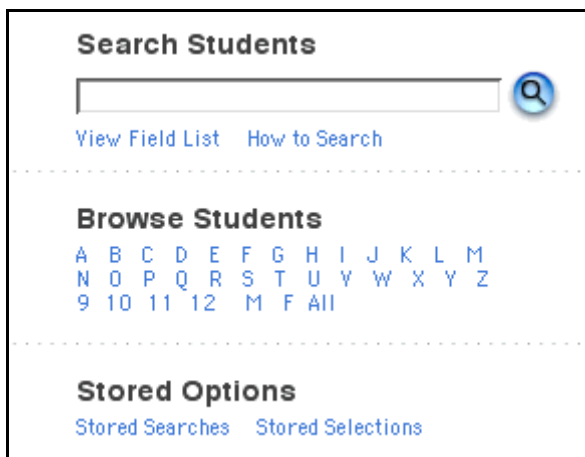 Search Students
View Field List How to Search
Browse Students
A B C D E F G H I J K L M
N O P Q R S T U V W X Y Z
9 10 11 12 M F All
Stored Options
Stored Searches Stored Selections